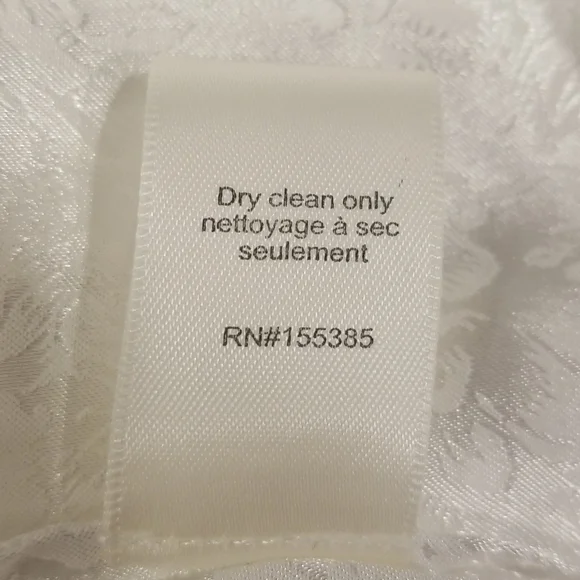 Dry clean only
nettoyage à sec
seulement
RN#155385